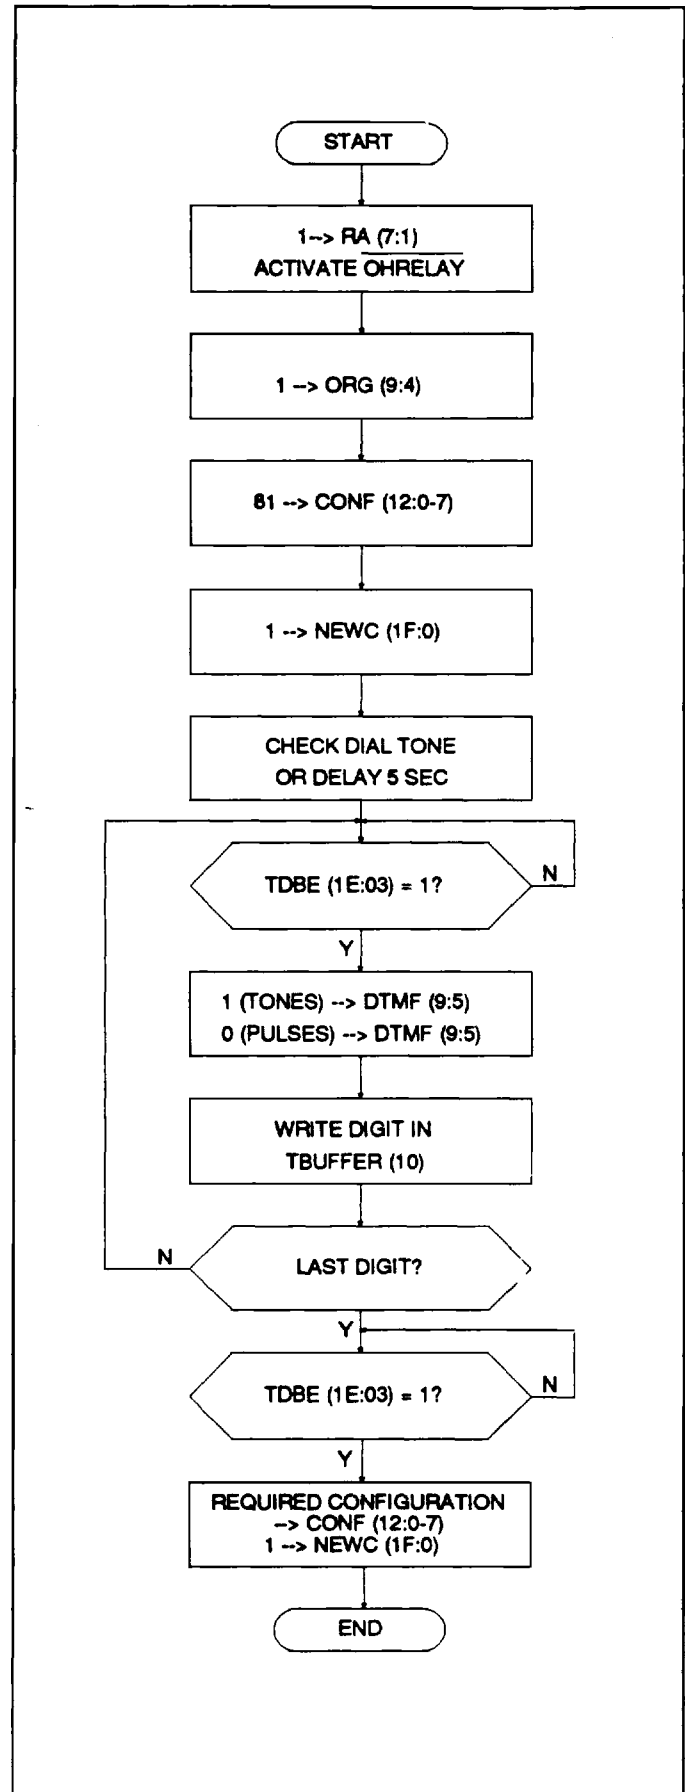 START
1--> RA (7:1)
ACTIVATE OHRELAY
1 --> ORG (9:4)
81 --> CONF (12:0-7)
1 --> NEWC (1F:0)
CHECK DIAL TONE
OR DELAY 5 SEC
TDBE (1E:03) = 1?
N
Y
1 (TONES) --> DTMF (9:5)
0 (PULSES) --> DTMF (9:5)
WRITE DIGIT IN
TBUFFER (10)
N
LAST DIGIT?
Y
TDBE (1E:03) = 1?
N
Y
REQUIRED CONFIGURATION
--> CONF (12:0-7)
1 --> NEWC (1F:0)
END